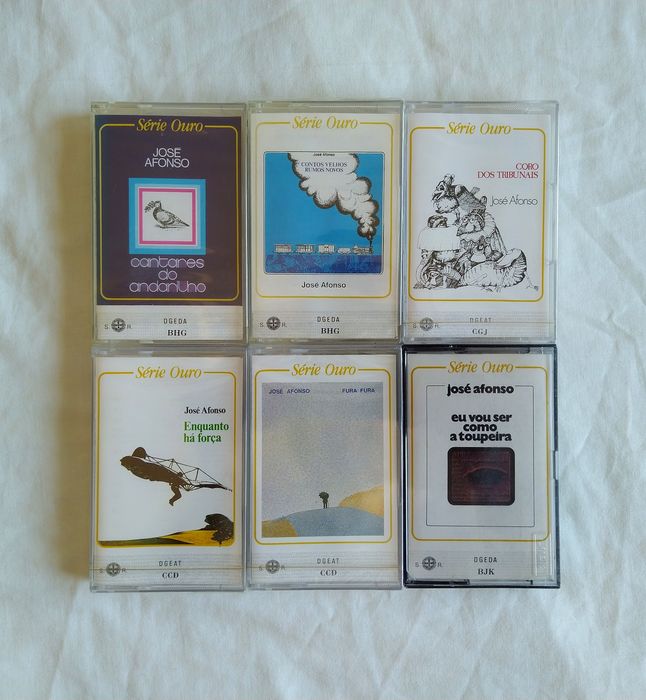 Série Ouro
JOSE
AFONSO
cantares do
andarilho
S. R.
DGEDA
BHG
Série Ouro
José Afonso
CONTOS VELHOS
RUMOS NOVOS
José Afonso
S. R.
DGEDA
BHG
Série Ouro
CORO
DOS TRIBUNAIS
José Afonso
S. R.
DGEAT
CGJ
Série Ouro
José Afonso
Enquanto
há força
S. R.
DGEAT
CCD
Série Ouro
JOSÉ AFONSO
FURA FURA
S. R.
DGEAT
CCD
Série Ouro
josé afonso
eu vou ser
como
a toupeira
S. R.
DGEDA
BJK